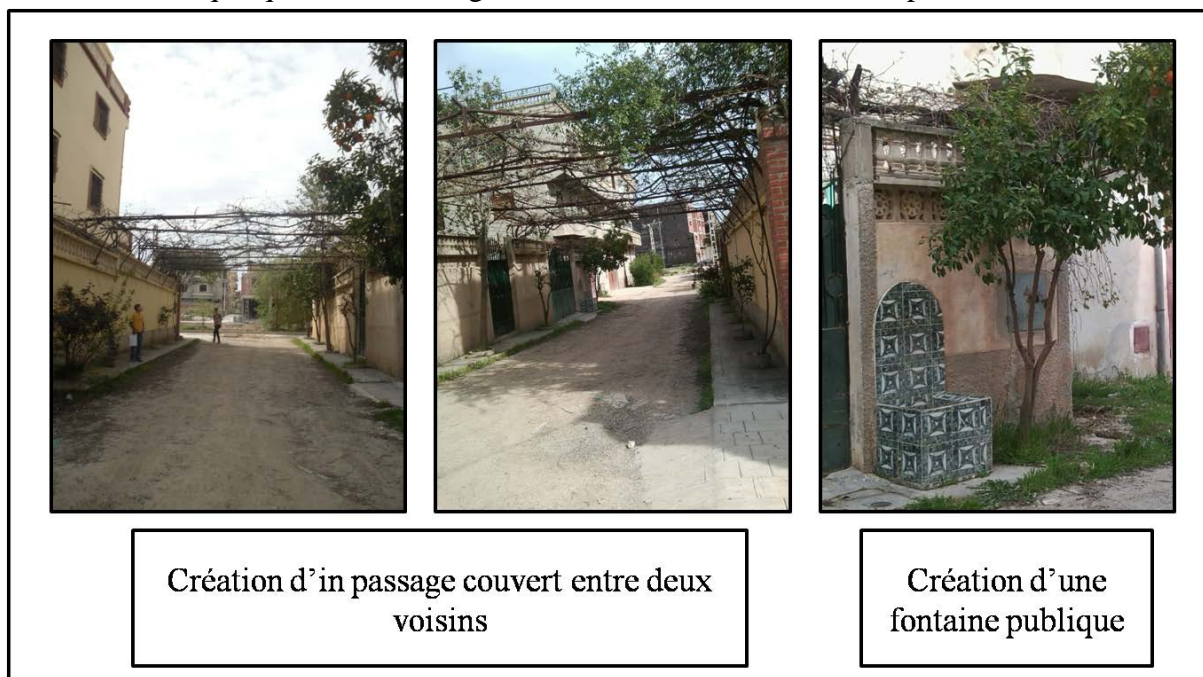 Création d'in passage couvert entre deux
voisins
Création d'une
fontaine publique